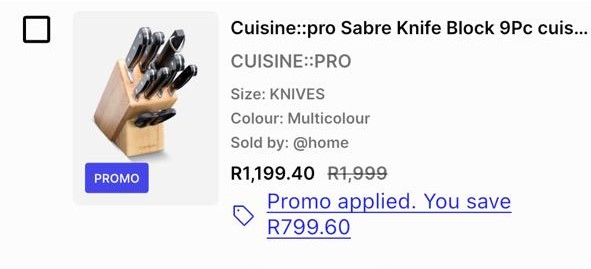 Cuisine::pro Sabre Knife Block 9Pc cuis...
CUISINE::PRO
Size: KNIVES
Colour: Multicolour
Sold by: @home
PROMO
R1,199.40 R1,999
Promo applied. You save
R799.60